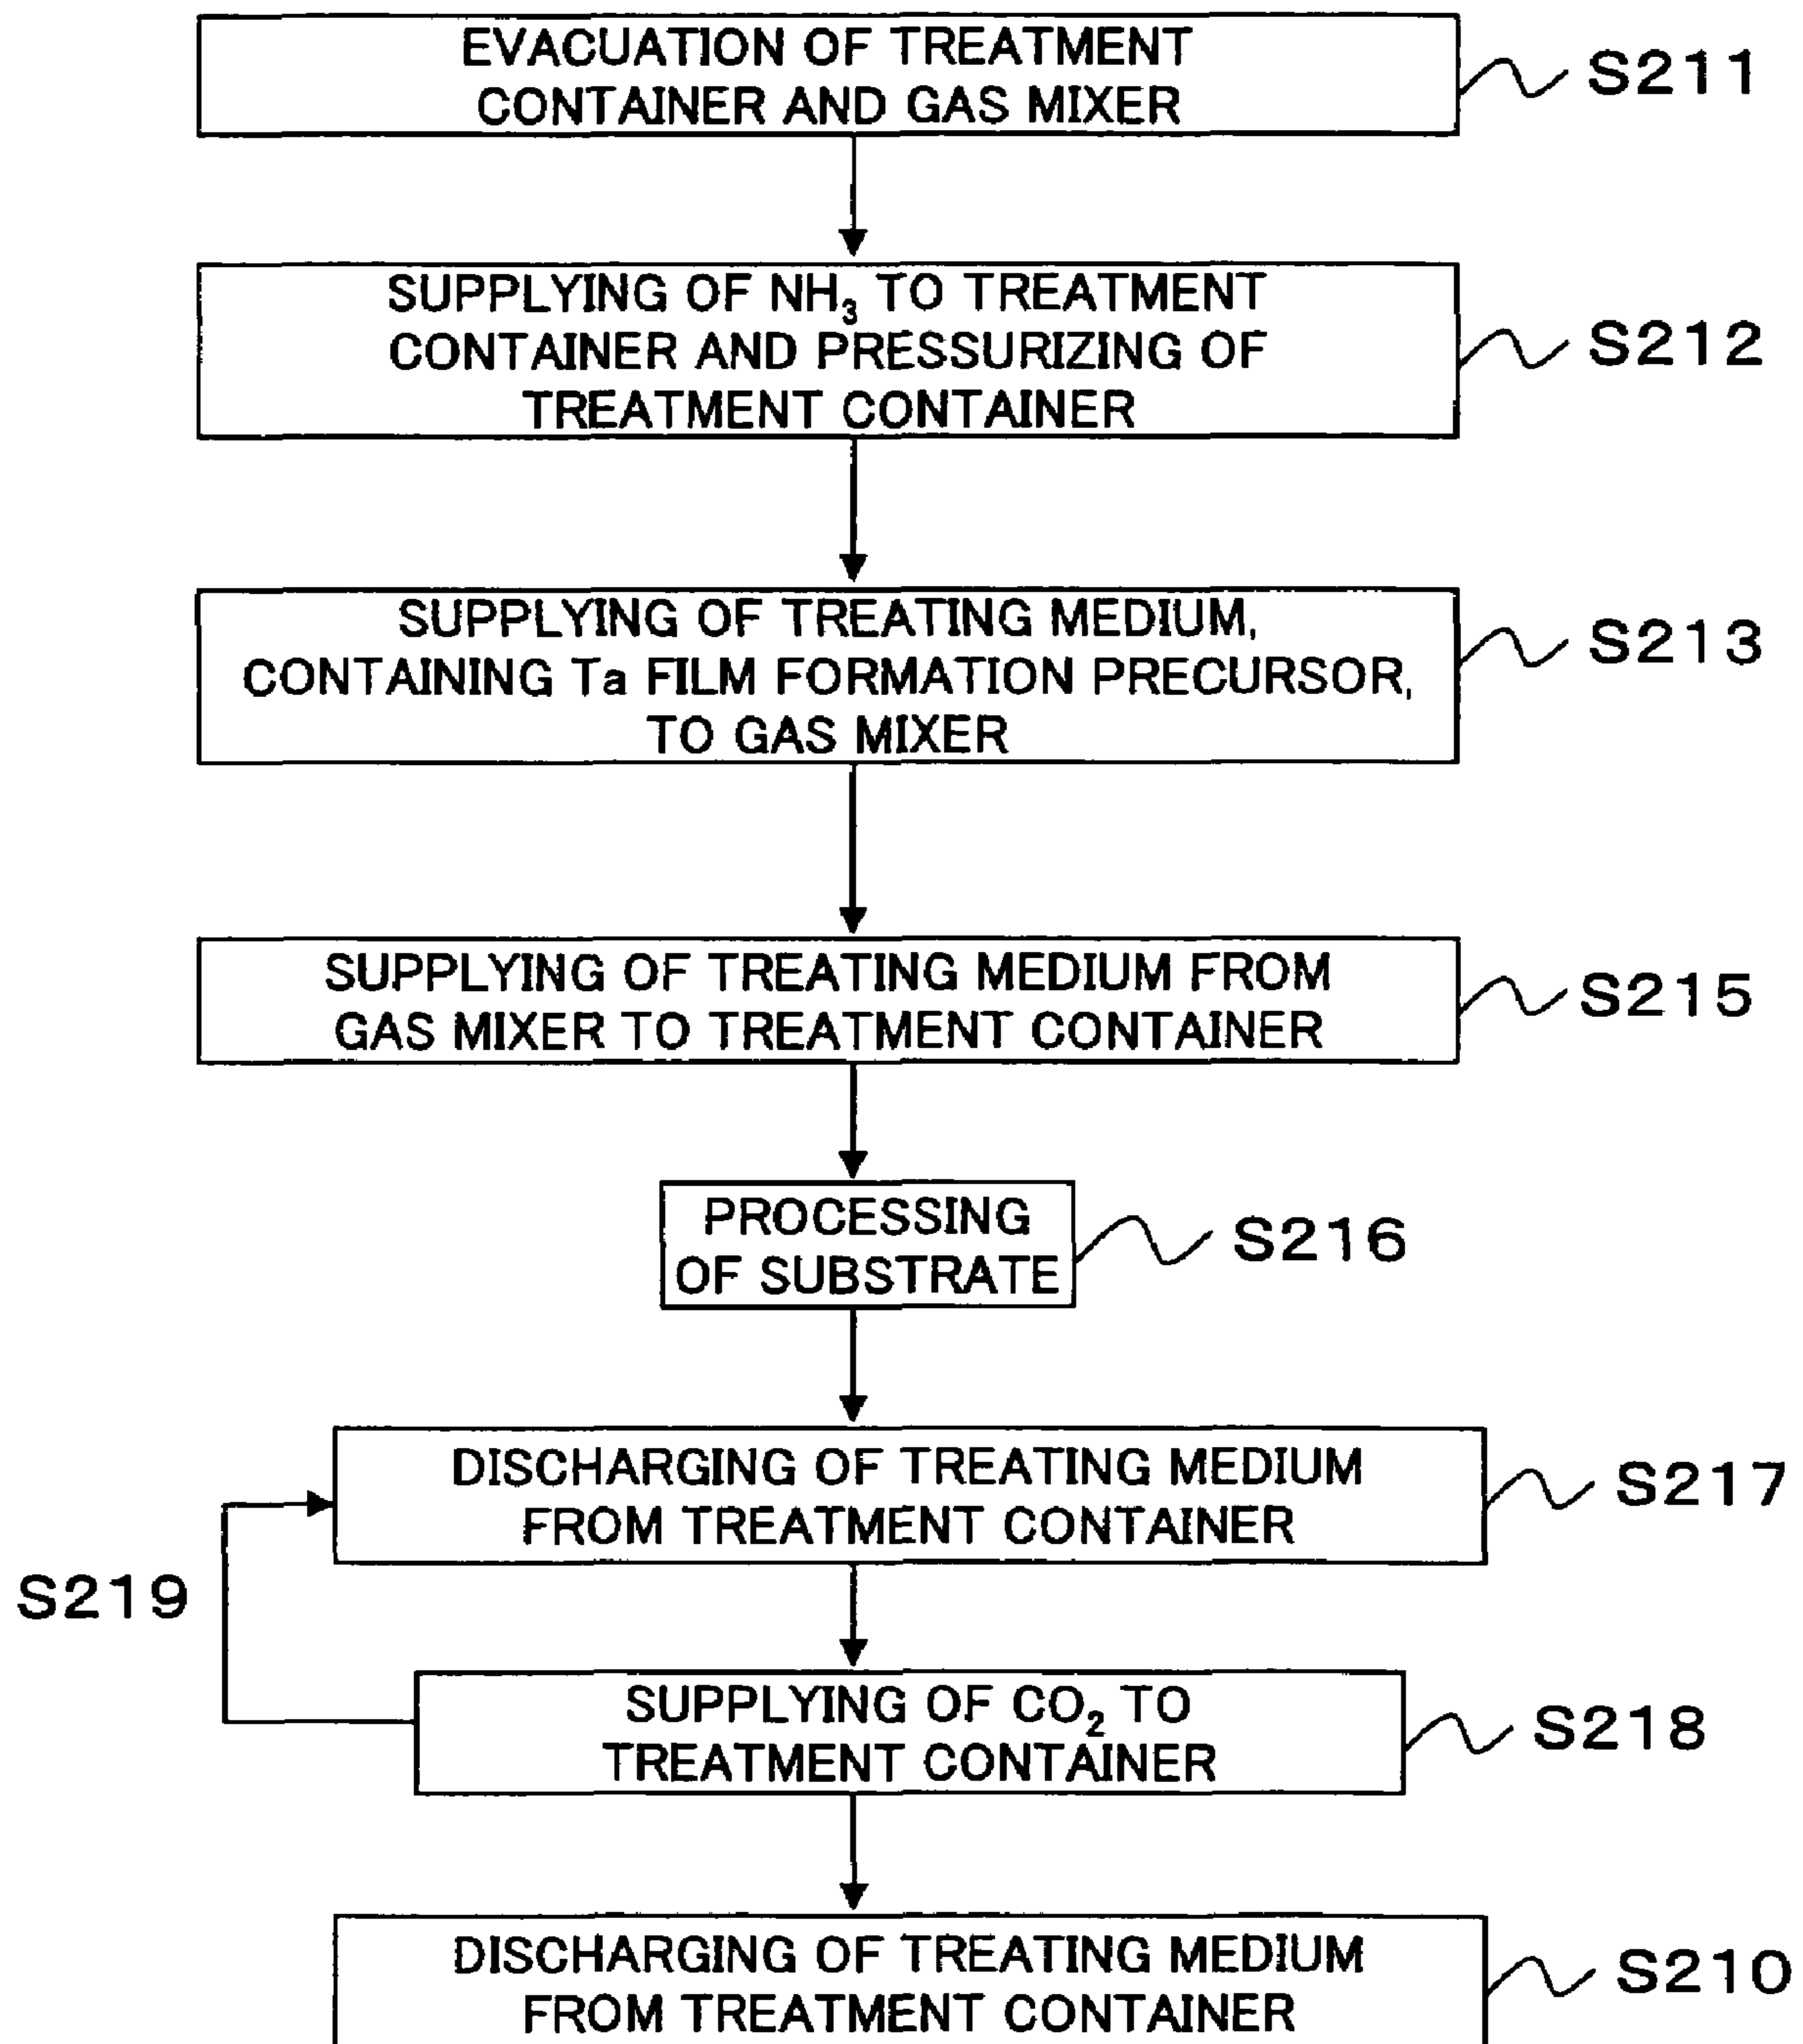 EVACUATION OF TREATMENT
CONTAINER AND GAS MIXER
S211
SUPPLYING OF NH₃ TO TREATMENT
CONTAINER AND PRESSURIZING OF
TREATMENT CONTAINER
S212
SUPPLYING OF TREATING MEDIUM,
CONTAINING Ta FILM FORMATION PRECURSOR,
TO GAS MIXER
S213
SUPPLYING OF TREATING MEDIUM FROM
GAS MIXER TO TREATMENT CONTAINER
S215
PROCESSING
OF SUBSTRATE
S216
DISCHARGING OF TREATING MEDIUM
FROM TREATMENT CONTAINER
S217
S219
SUPPLYING OF CO₂ TO
TREATMENT CONTAINER
S218
DISCHARGING OF TREATING MEDIUM
FROM TREATMENT CONTAINER
S210